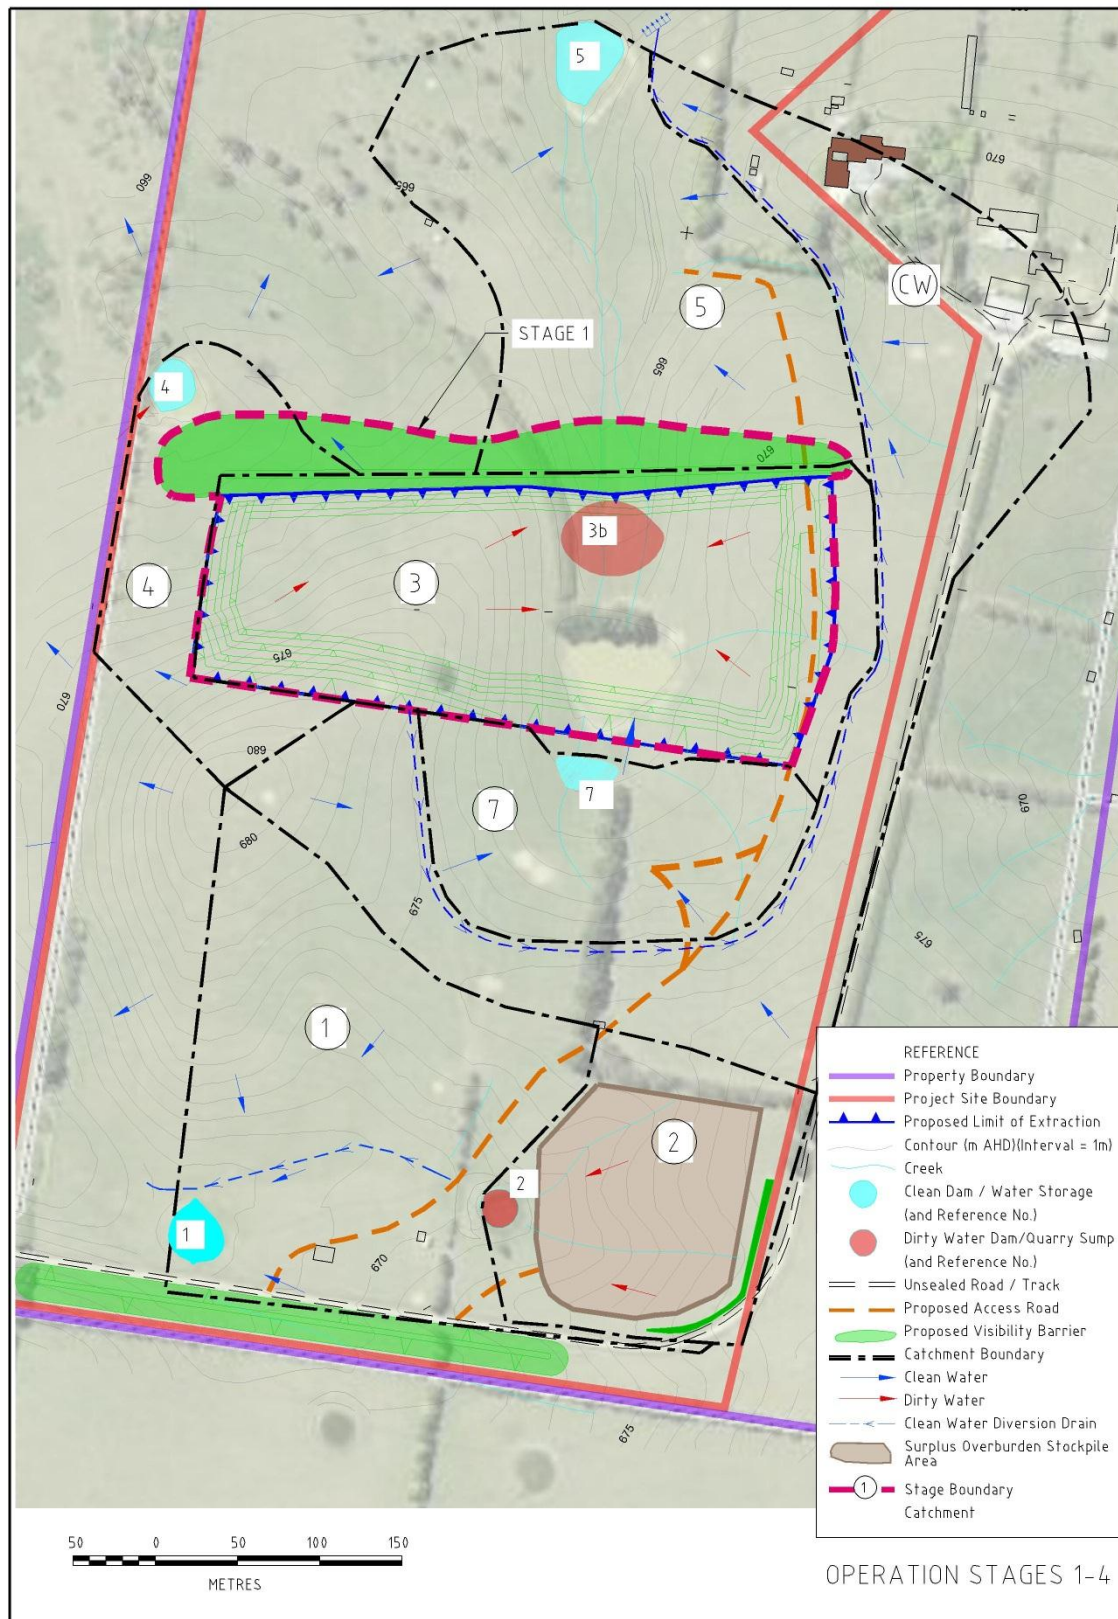 5
670
660
665
CW
5
STAGE 1
665
4
670
3b
3
4
675
670
680
7
7
680
675
670
675
1
2
2
1
670
675
REFERENCE
Property Boundary
Project Site Boundary
Proposed Limit of Extraction
Contour (m AHD)(Interval = 1m)
Creek
Clean Dam / Water Storage
(and Reference No.)
Dirty Water Dam/Quarry Sump
(and Reference No.)
Unsealed Road / Track
Proposed Access Road
Proposed Visibility Barrier
Catchment Boundary
Clean Water
Dirty Water
Clean Water Diversion Drain
Surplus Overburden Stockpile
Area
1 Stage Boundary
Catchment
50 0 50 100 150
METRES
OPERATION STAGES 1-4